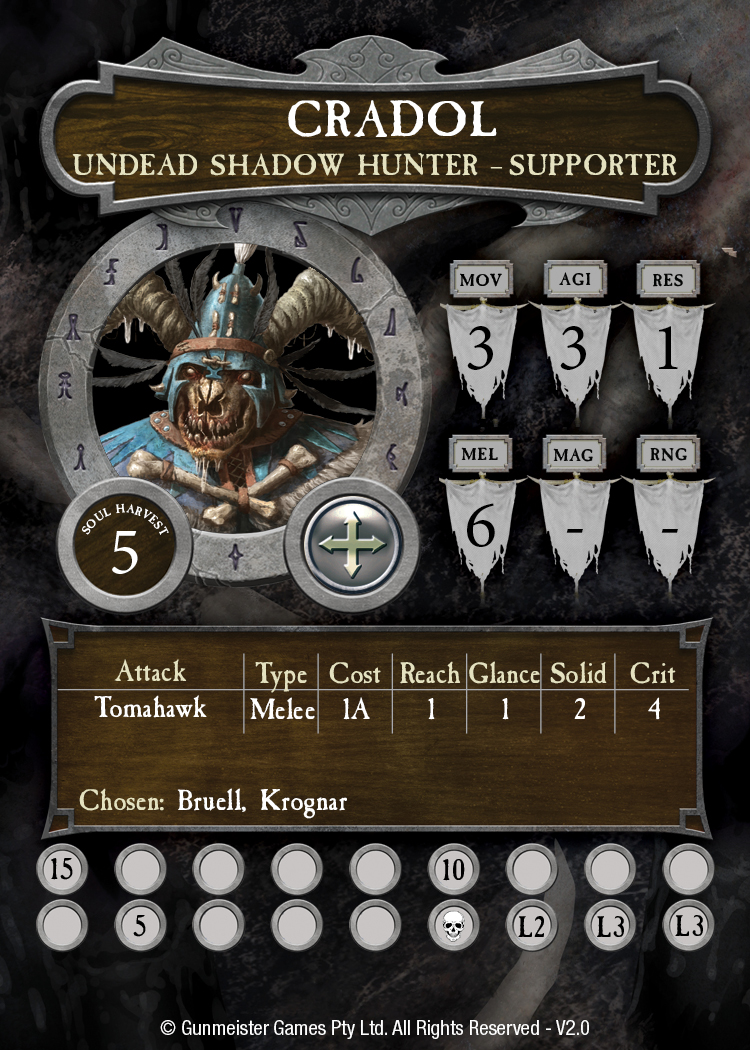 CRADOL
UNDEAD SHADOW HUNTER – SUPPORTER
MOV AGI RES
3 3 1
MEL MAG RNG
6 - -
SOUL HARVEST
5
Attack Type Cost Reach Glance Solid Crit
Tomahawk Melee 1A 1 1 2 4
Chosen: Bruell, Krognar
15 10
5 L2 L3 L3
© Gunmeister Games Pty Ltd. All Rights Reserved - V2.0